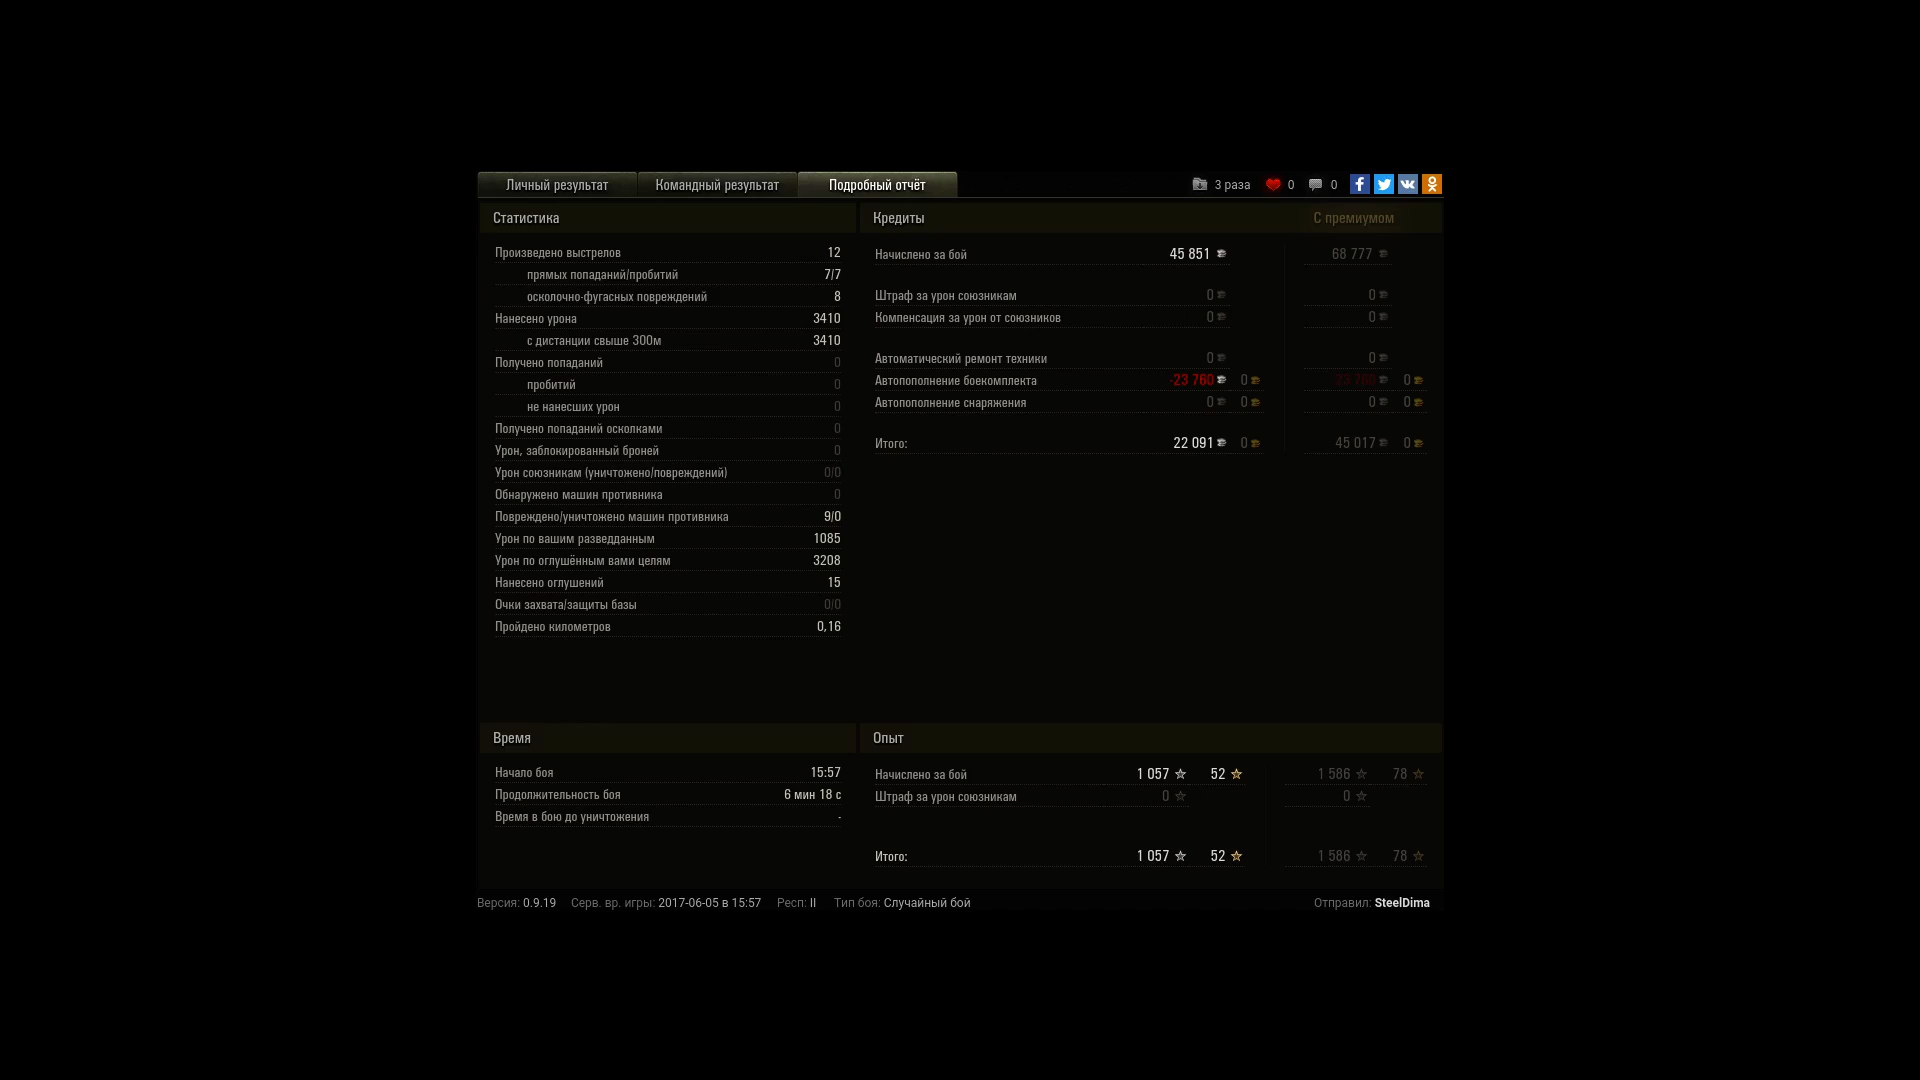 Личный результат Командный результат Подробный отчёт 3 раза 0 0
Статистика
Произведено выстрелов 12
прямых попаданий/пробитий 7/7
осколочно-фугасных повреждений 8
Нанесено урона 3410
с дистанции свыше 300м 3410
Получено попаданий 0
пробитий 0
не нанесших урон 0
Получено попаданий осколками 0
Урон, заблокированный броней 0
Урон союзникам (уничтожено/повреждений) 0/0
Обнаружено машин противника 0
Повреждено/уничтожено машин противника 9/0
Урон по вашим разведданным 1085
Урон по оглушённым вами целям 3208
Нанесено оглушений 15
Очки захвата/защиты базы 0/0
Пройдено километров 0,16
Кредиты С премиумом
Начислено за бой 45 851 68 777
Штраф за урон союзникам 0 0
Компенсация за урон от союзников 0 0
Автоматический ремонт техники 0 0
Автопополнение боекомплекта -23 760 0 -23 760 0
Автопополнение снаряжения 0 0 0 0
Итого: 22 091 0 45 017 0
Время
Начало боя 15:57
Продолжительность боя 6 мин 18 с
Время в бою до уничтожения -
Опыт
Начислено за бой 1 057 52 1 586 78
Штраф за урон союзникам 0 0
Итого: 1 057 52 1 586 78
Версия: 0.9.19 Серв. вр. игры: 2017-06-05 в 15:57 Респ: II Тип боя: Случайный бой Отправил: SteelDima